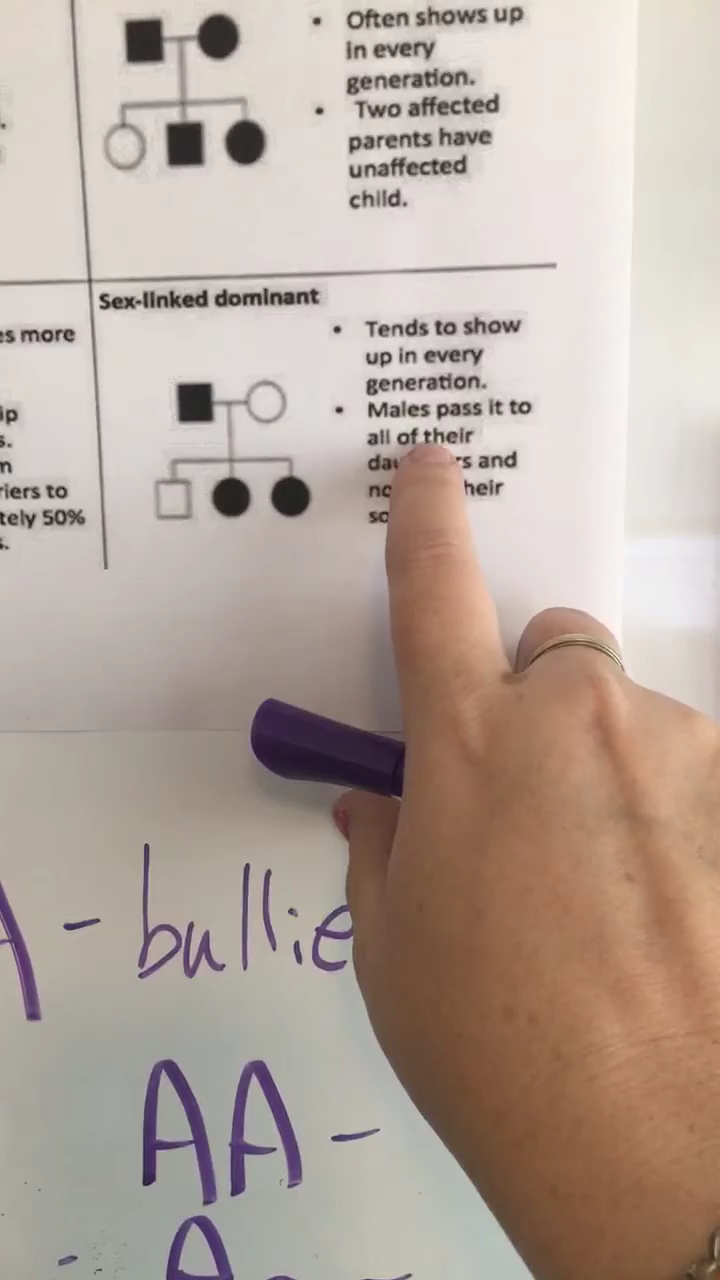 Often shows up
in every
generation.
Two affected
parents have
unaffected
child.
es more
ip
s.
m
riers to
tely 50%
s.
Sex-linked dominant
Tends to show
up in every
generation.
Males pass it to
all of their
and
A - bullie
AA -